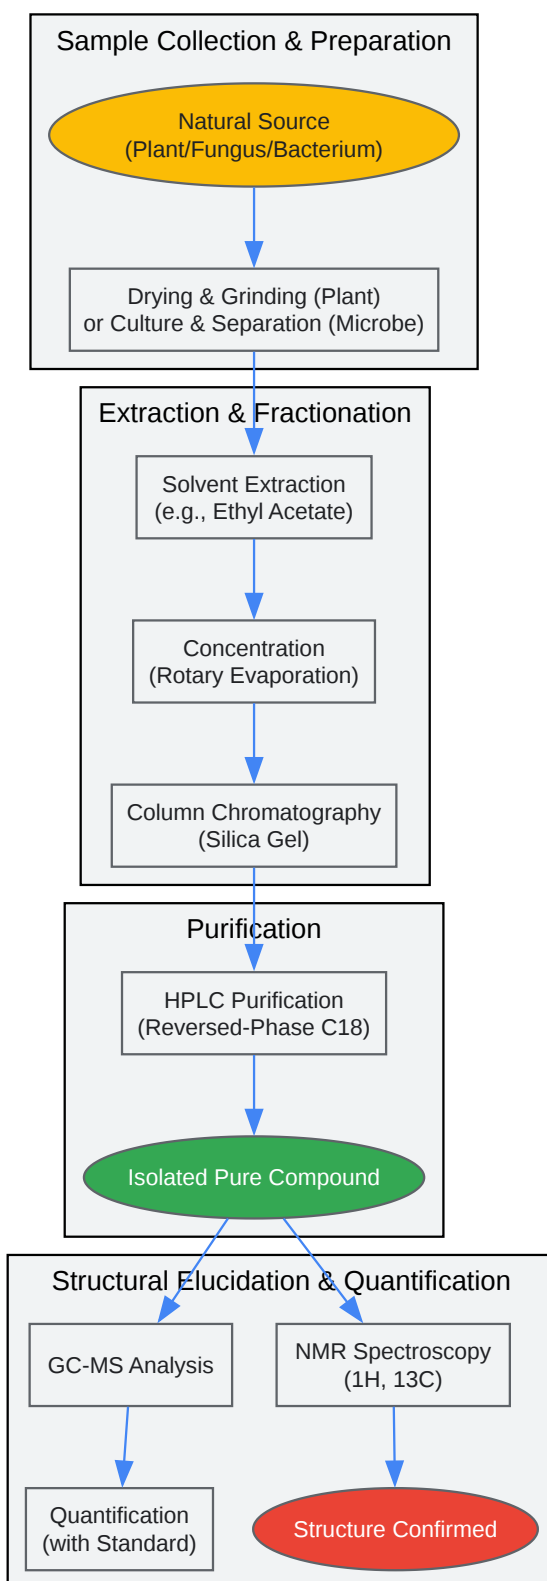 Sample Collection & Preparation
Natural Source
(Plant/Fungus/Bacterium)
Drying & Grinding (Plant)
or Culture & Separation (Microbe)
Extraction & Fractionation
Solvent Extraction
(e.g., Ethyl Acetate)
Concentration
(Rotary Evaporation)
Column Chromatography
(Silica Gel)
Purification
HPLC Purification
(Reversed-Phase C18)
Isolated Pure Compound
Structural Elucidation & Quantification
GC-MS Analysis
NMR Spectroscopy
(1H, 13C)
Quantification
(with Standard)
Structure Confirmed